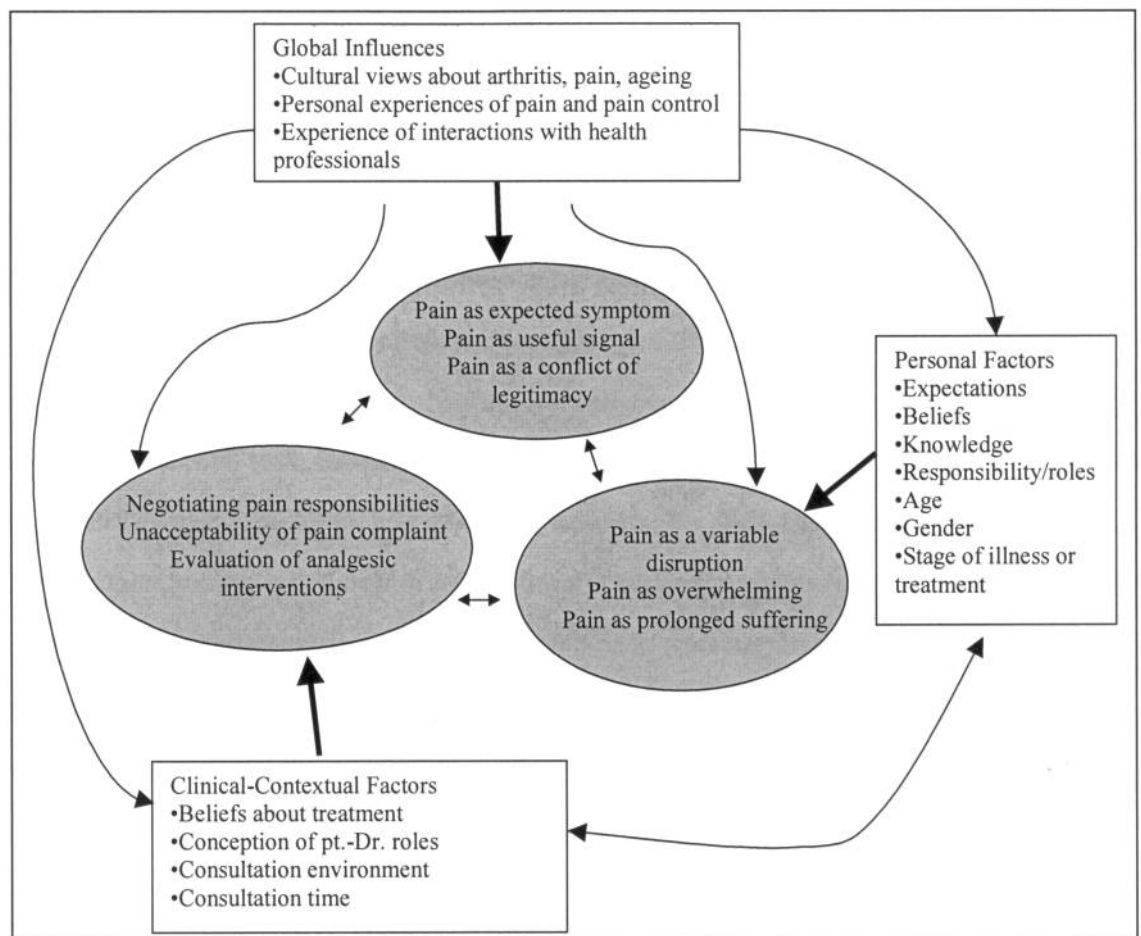 Global Influences
•Cultural views about arthritis, pain, ageing
•Personal experiences of pain and pain control
•Experience of interactions with health
professionals
Pain as expected symptom
Pain as useful signal
Pain as a conflict of
legitimacy
Personal Factors
•Expectations
•Beliefs
•Knowledge
•Responsibility/roles
•Age
•Gender
•Stage of illness or
treatment
Negotiating pain responsibilities
Unacceptability of pain complaint
Evaluation of analgesic
interventions
Pain as a variable
disruption
Pain as overwhelming
Pain as prolonged suffering
Clinical-Contextual Factors
•Beliefs about treatment
•Conception of pt.-Dr. roles
•Consultation environment
•Consultation time